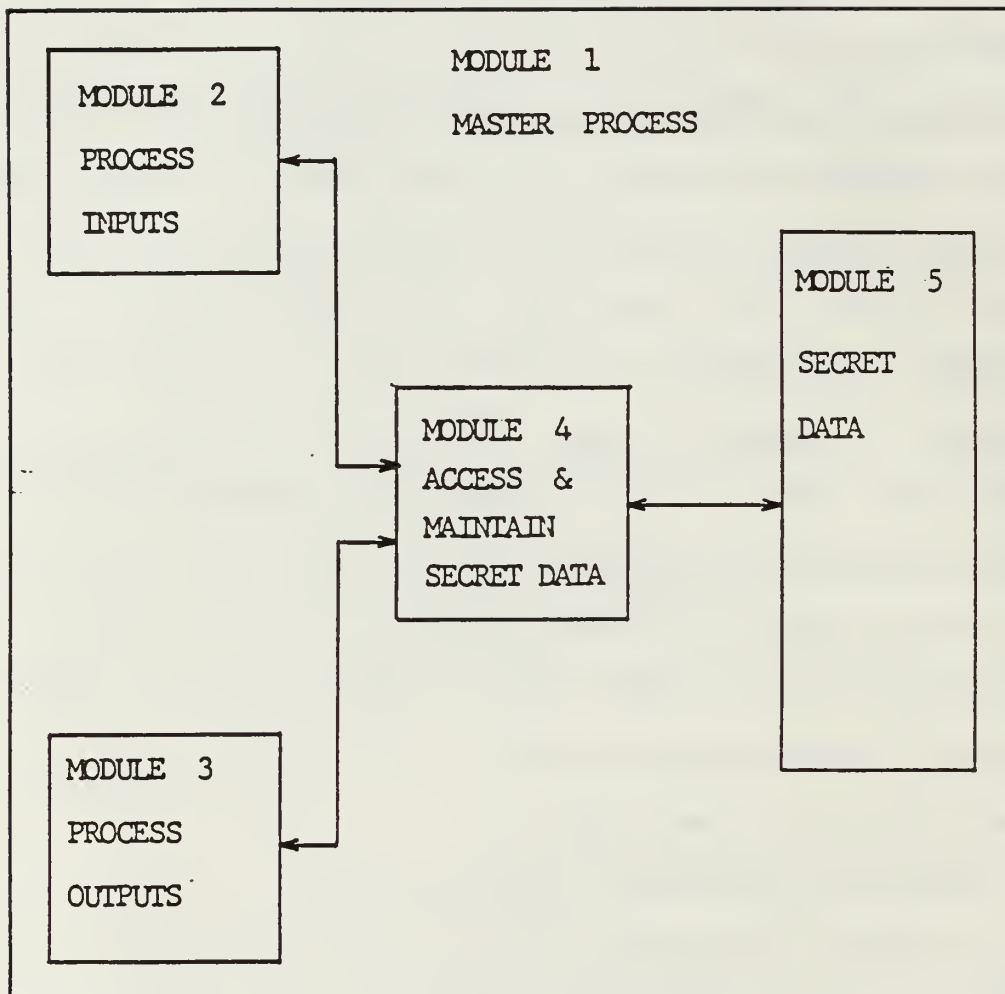 MODULE 1
MASTER PROCESS
MODULE 2
PROCESS
INPUTS
MODULE 5
SECRET
DATA
MODULE 4
ACCESS &
MAINTAIN
SECRET DATA
MODULE 3
PROCESS
OUTPUTS